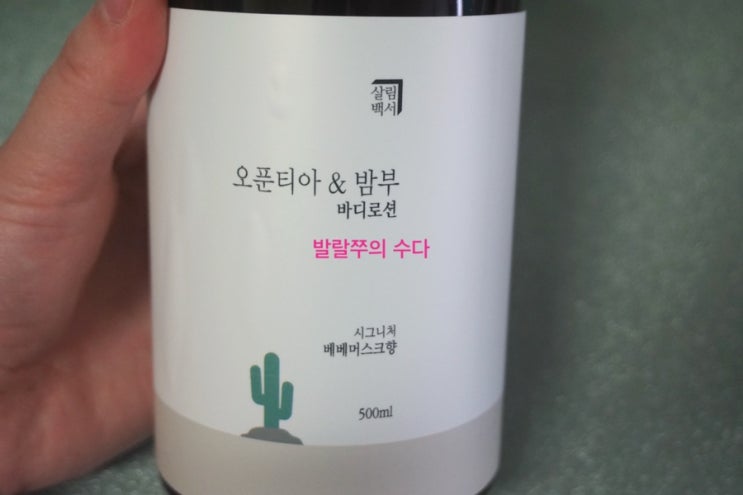 살림
백서
오푼티아 & 밤부
바디로션
발랄쭈의 수다
시그니처
베베머스크향
500ml